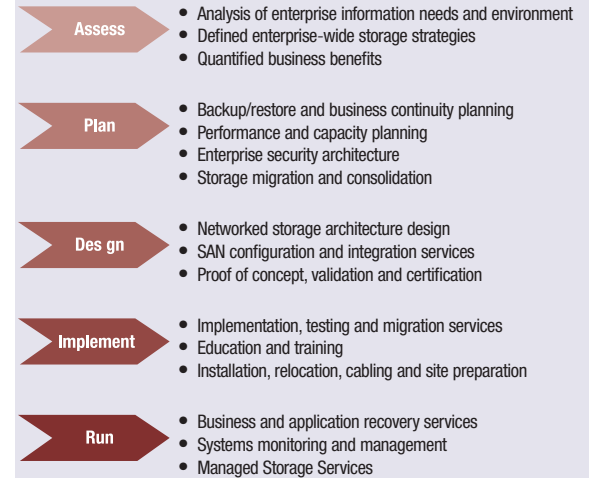 Assess
• Analysis of enterprise information needs and environment
• Defined enterprise-wide storage strategies
• Quantified business benefits
Plan
• Backup/restore and business continuity planning
• Performance and capacity planning
• Enterprise security architecture
• Storage migration and consolidation
Des gn
• Networked storage architecture design
• SAN configuration and integration services
• Proof of concept, validation and certification
Implement
• Implementation, testing and migration services
• Education and training
• Installation, relocation, cabling and site preparation
Run
• Business and application recovery services
• Systems monitoring and management
• Managed Storage Services